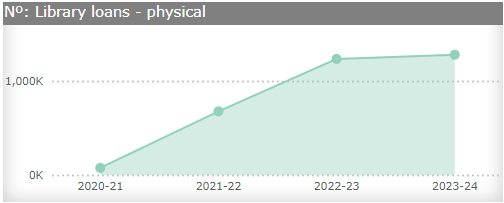 Nº: Library loans - physical
1,000K
0K
2020-21 2021-22 2022-23 2023-24